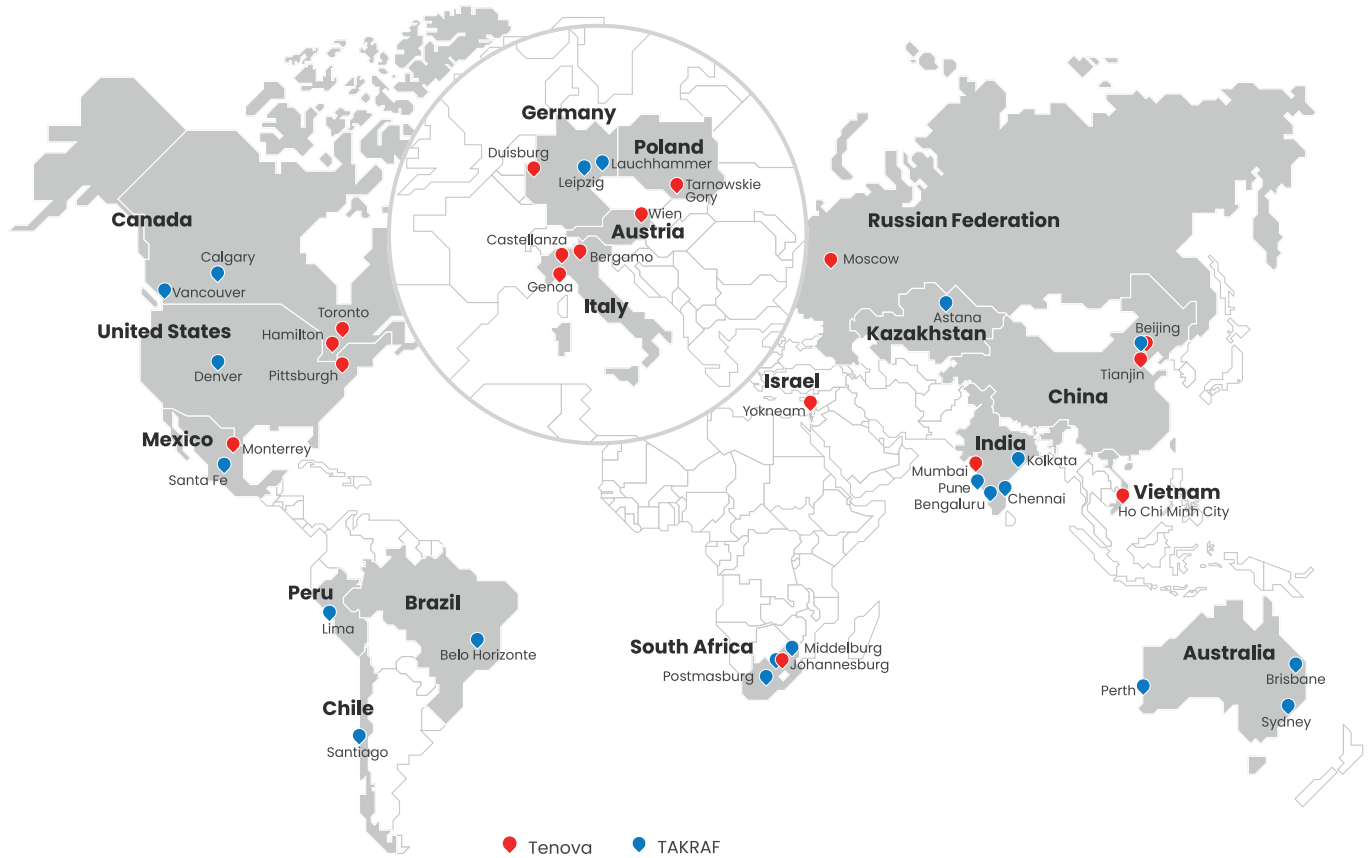 Germany
Poland
Duisburg
Lauchhammer
Leipzig
Tarnowskie
Gory
Wien
Austria
Castellanza
Bergamo
Genoa
Italy
Canada
Calgary
Vancouver
Toronto
United States
Hamilton
Denver
Pittsburgh
Mexico
Monterrey
Santa Fe
Russian Federation
Moscow
Astana
Kazakhstan
Beijing
Tianjin
China
Israel
Yokneam
India
Kolkata
Mumbai
Pune
Chennai
Bengaluru
Vietnam
Ho Chi Minh City
Peru
Lima
Brazil
Belo Horizonte
Chile
Santiago
South Africa
Middelburg
Johannesburg
Postmasburg
Australia
Brisbane
Perth
Sydney
Tenova
TAKRAF